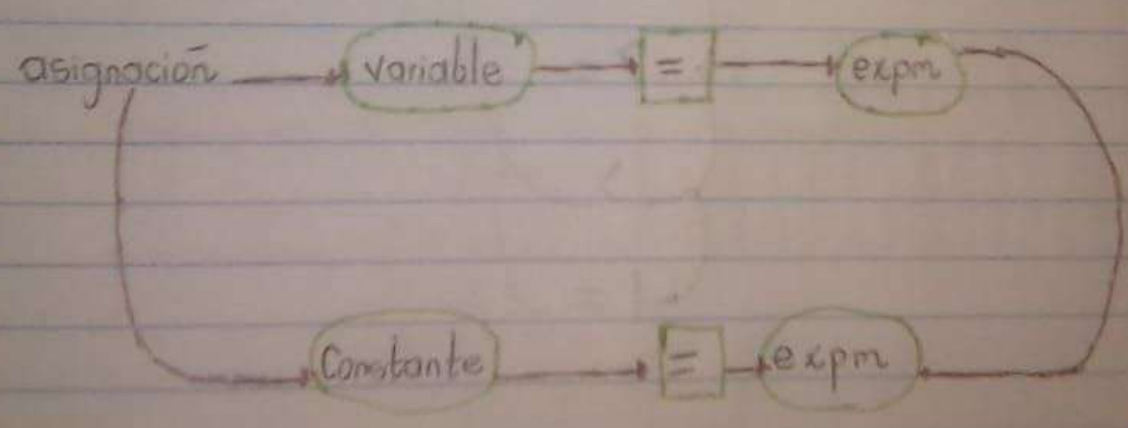 asignación variable = expm
Constante = expm